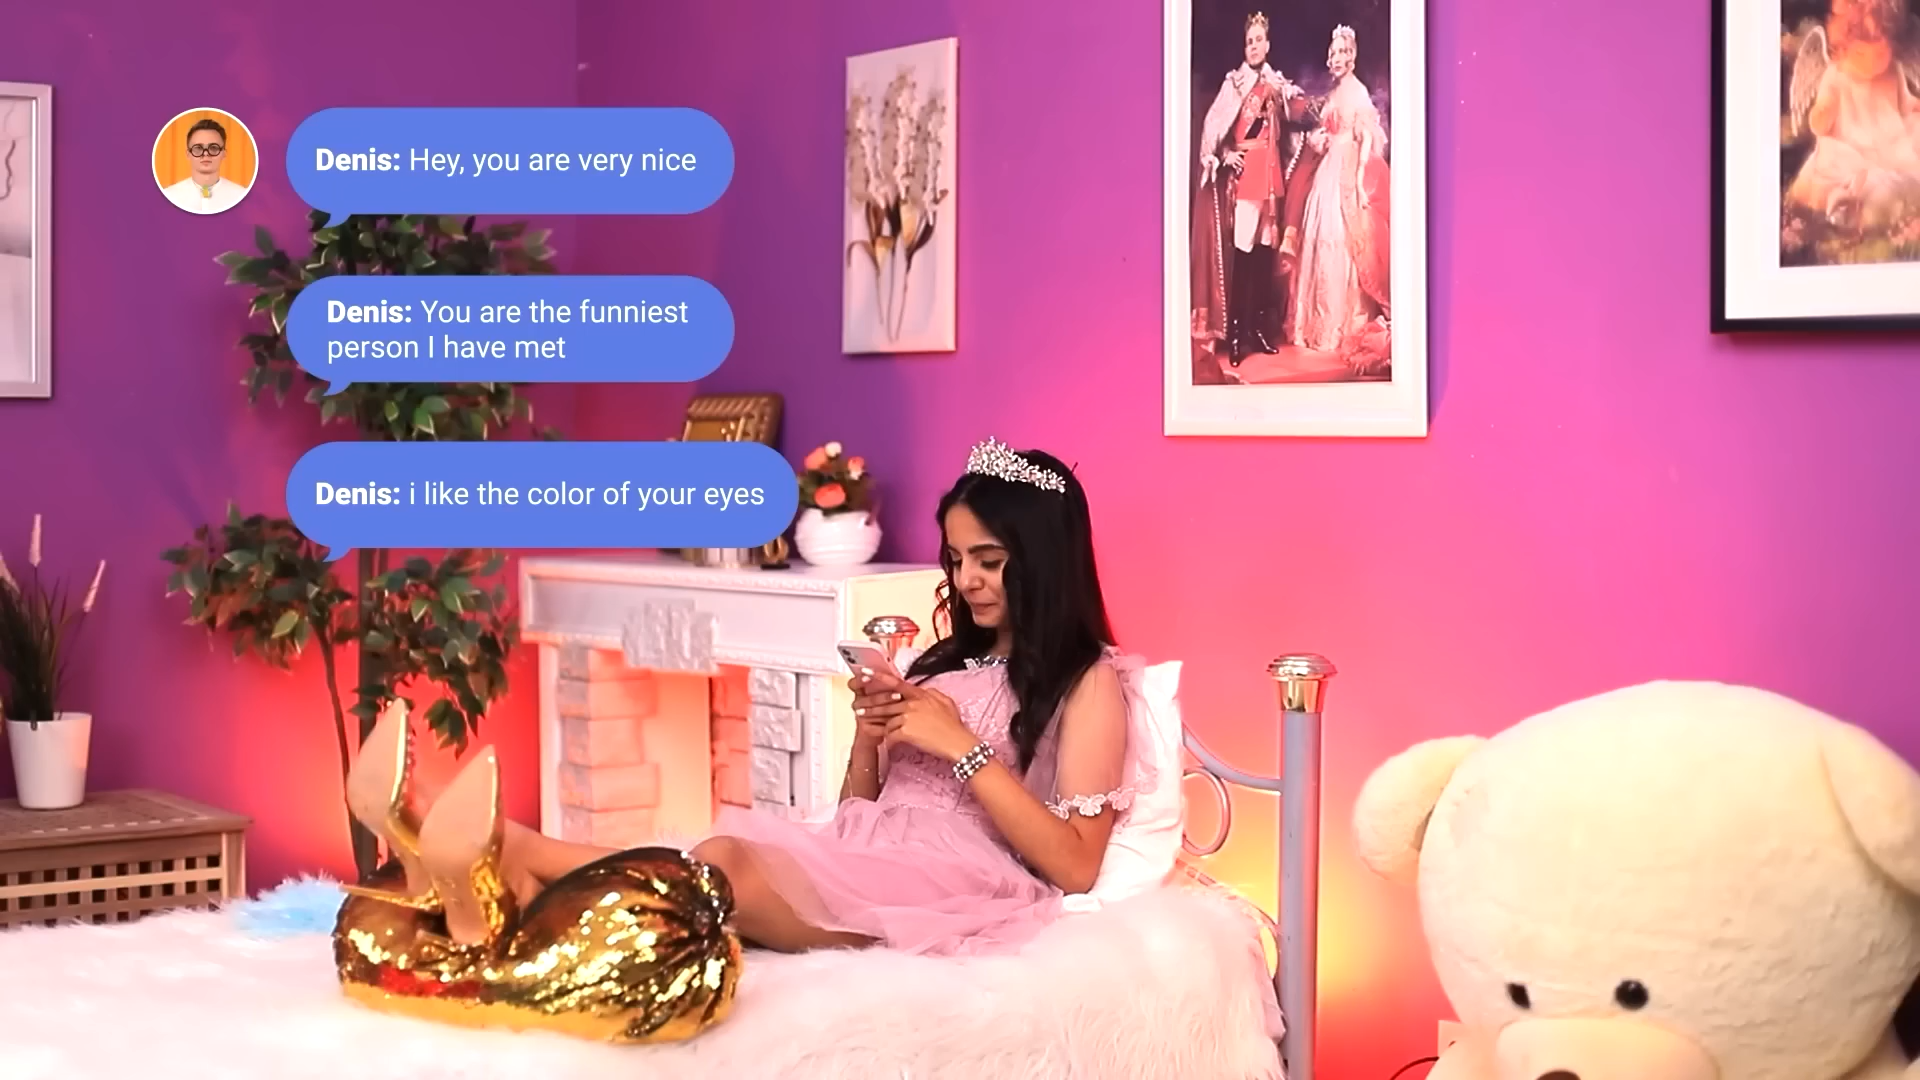 Denis: Hey, you are very nice
Denis: You are the funniest
person I have met
Denis: i like the color of your eyes